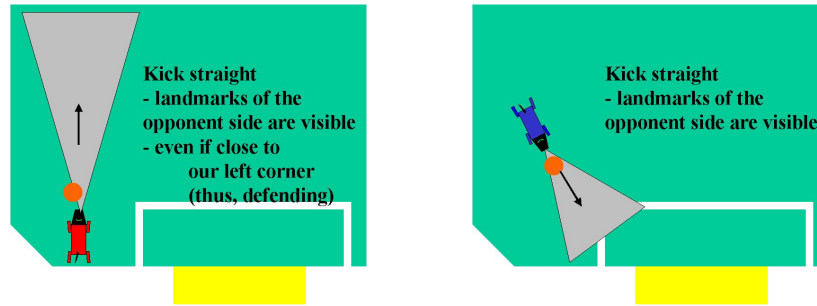 Kick straight
- landmarks of the
opponent side are visible
- even if close to
our left corner
(thus, defending)
Kick straight
- landmarks of the
opponent side are visible